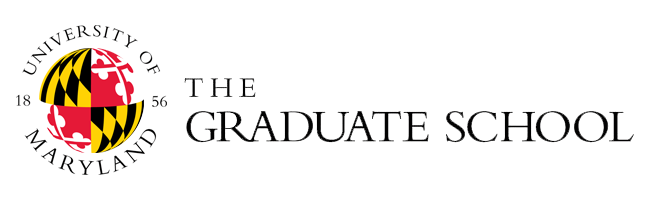 UNIVERSITY OF
18 56
MARYLAND
THE
GRADUATE SCHOOL